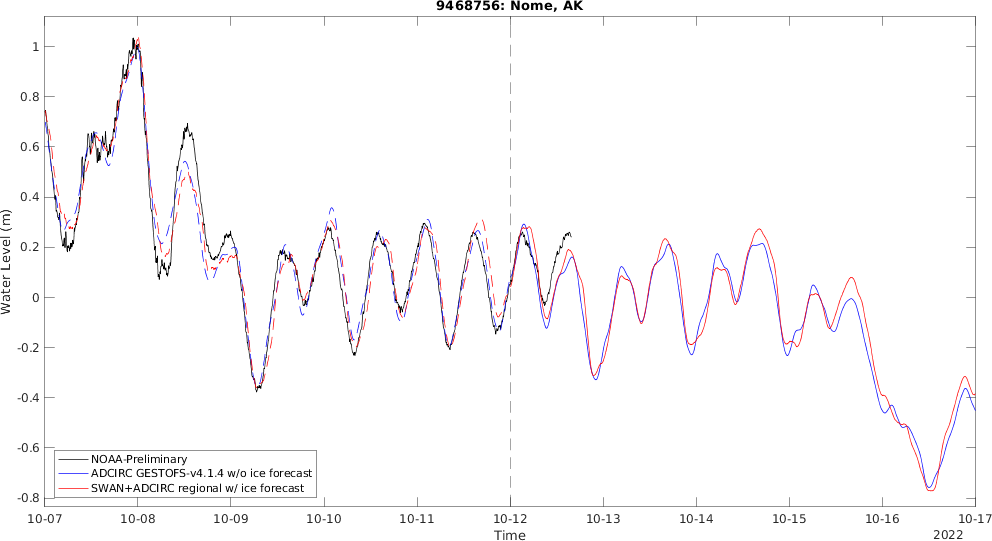 9468756: Nome, AK
Water Level (m)
1
0.8
0.6
0.4
0.2
0
-0.2
-0.4
-0.6
-0.8
NOAA-Preliminary
ADCIRC GESTOFS-v4.1.4 w/o ice forecast
SWAN+ADCIRC regional w/ ice forecast
10-07 10-08 10-09 10-10 10-11 10-12 10-13 10-14 10-15 10-16 10-17
Time
2022